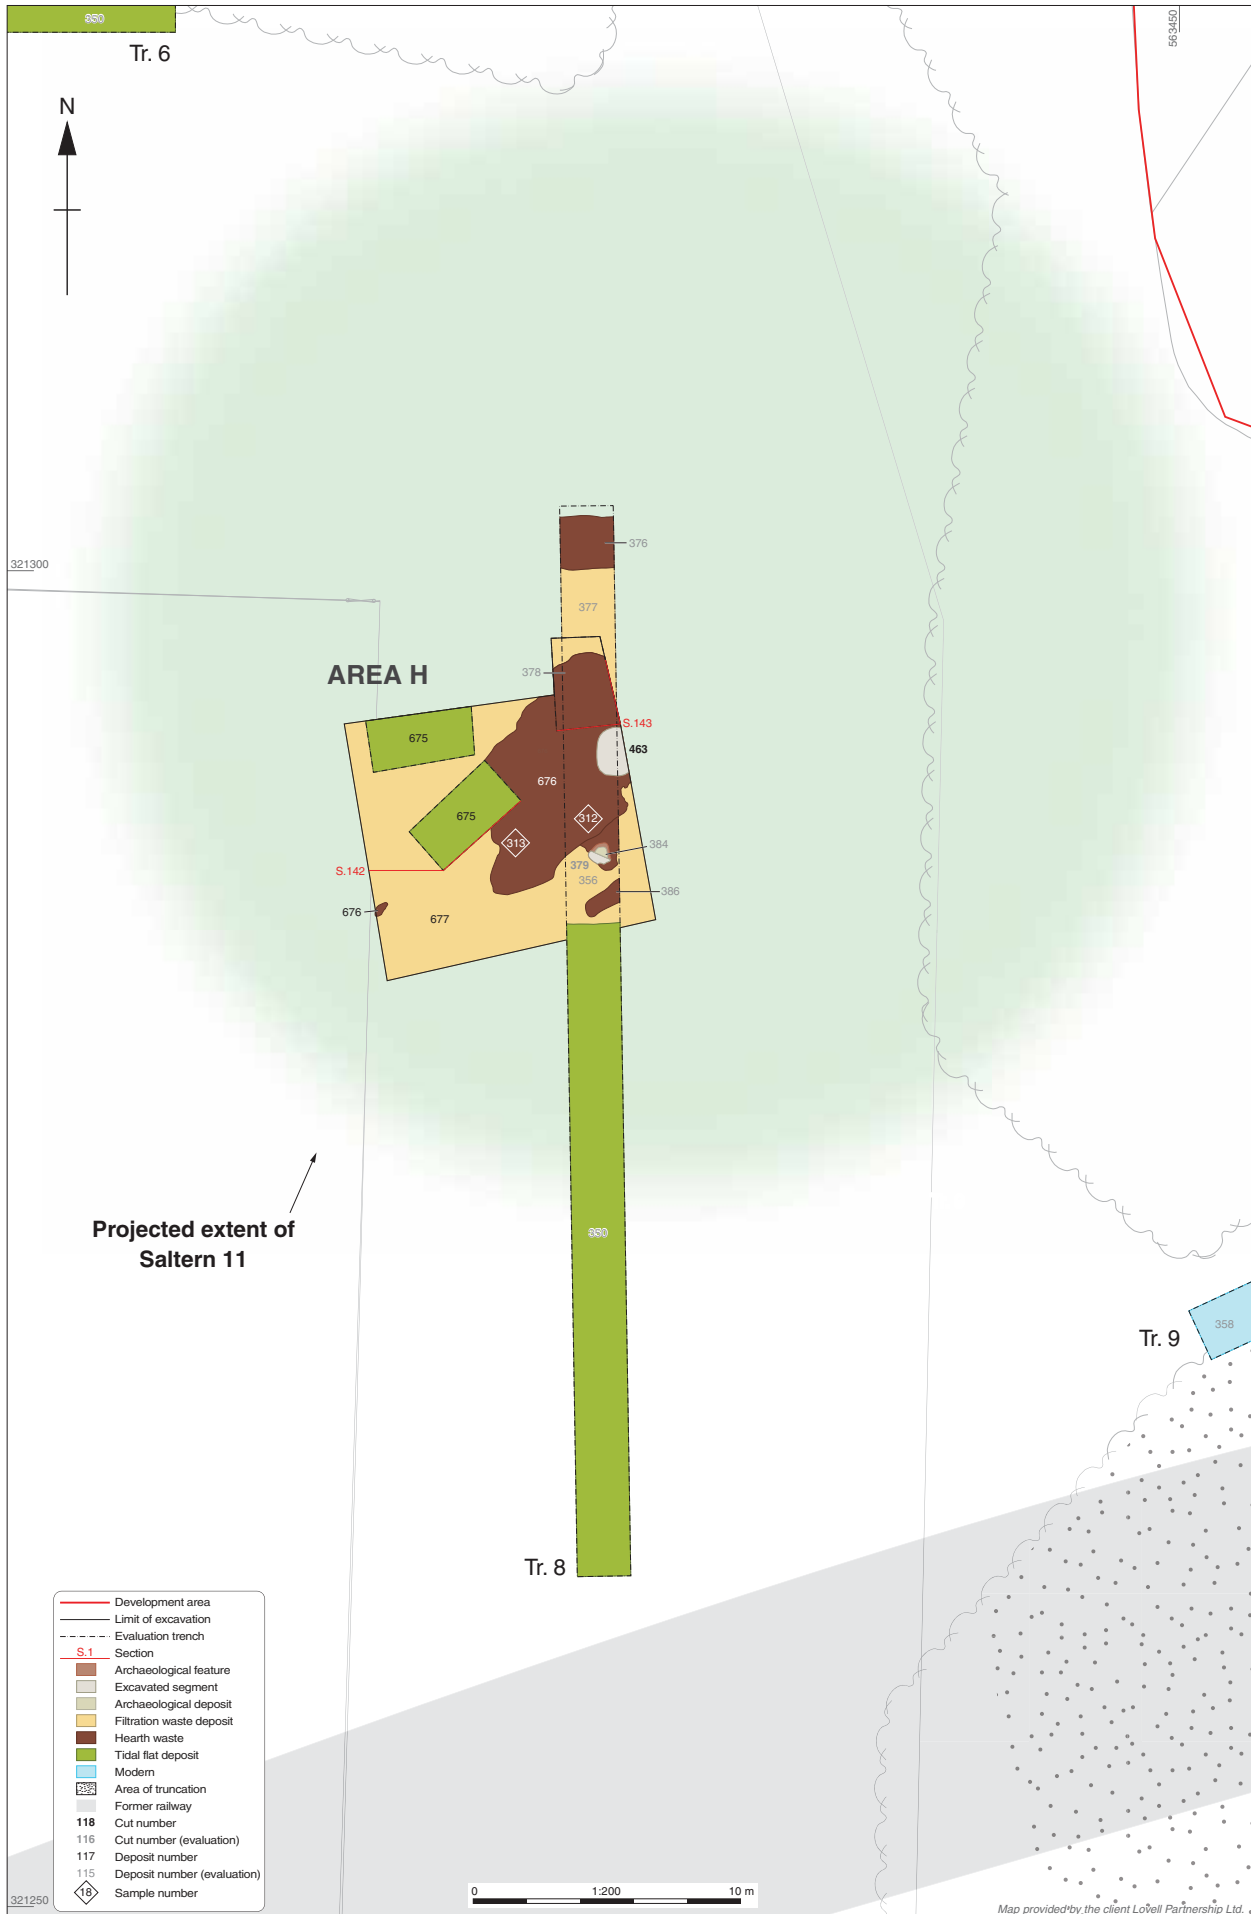 350
Tr. 6
563450
N
321300
376
377
AREA H
378
S.143
675
463
676
675
312
313
384
379
S.142
356
386
676
677
Projected extent of
Saltern 11
350
358
Tr. 9
Tr. 8
Development area
Limit of excavation
Evaluation trench
S.1 Section
Archaeological feature
Excavated segment
Archaeological deposit
Filtration waste deposit
Hearth waste
Tidal flat deposit
Modern
Area of truncation
Former railway
118 Cut number
116 Cut number (evaluation)
117 Deposit number
115 Deposit number (evaluation)
18 Sample number
321250
0 1:200 10 m
Map provided by the client Lovell Partnership Ltd.